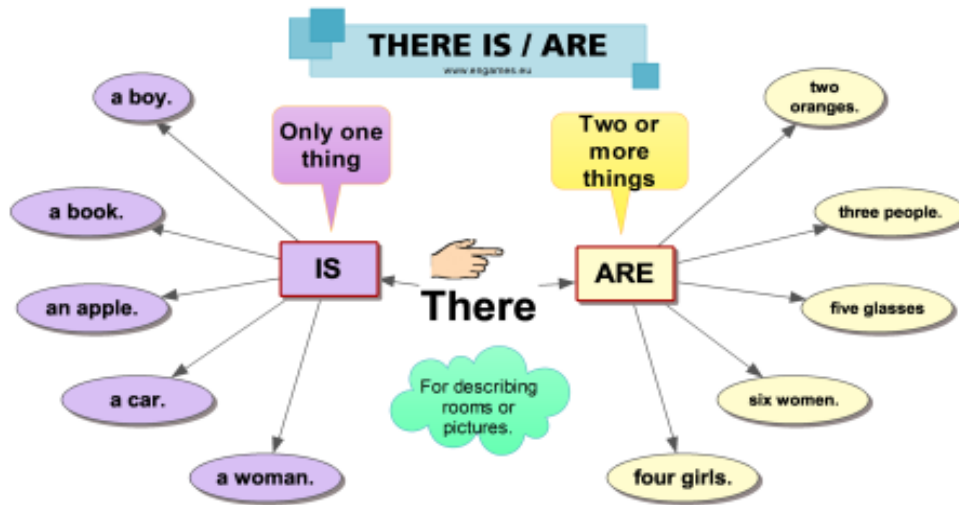 THERE IS / ARE
www.engames.eu
a boy.
Only one
thing
Two or
more
things
two
oranges.
a book.
three people.
IS
There
ARE
an apple.
five glasses
a car.
For describing
rooms or
pictures.
six women.
a woman.
four girls.